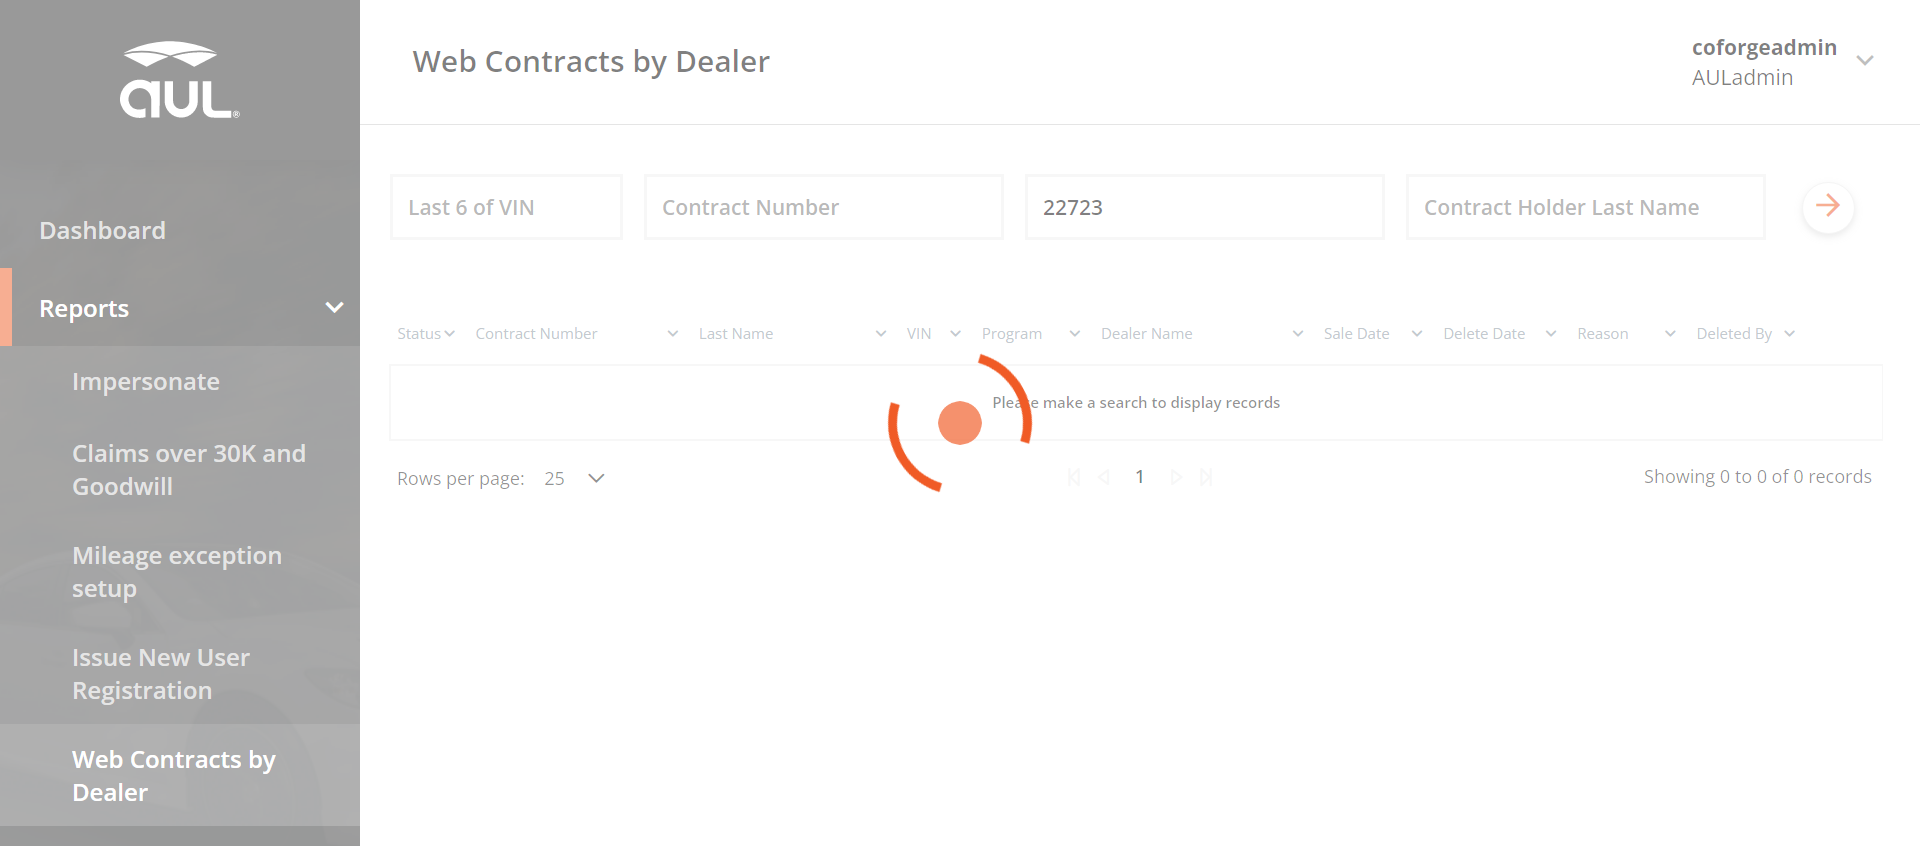 aUL®
Web Contracts by Dealer
coforgeadmin
AULadmin
Last 6 of VIN
Contract Number
22723
Contract Holder Last Name
Dashboard
Reports
Impersonate
Claims over 30K and
Goodwill
Mileage exception
setup
Issue New User
Registration
Web Contracts by
Dealer
Status Contract Number Last Name VIN Program Dealer Name Sale Date Delete Date Reason Deleted By
Please make a search to display records
Rows per page: 25 1 Showing 0 to 0 of 0 records